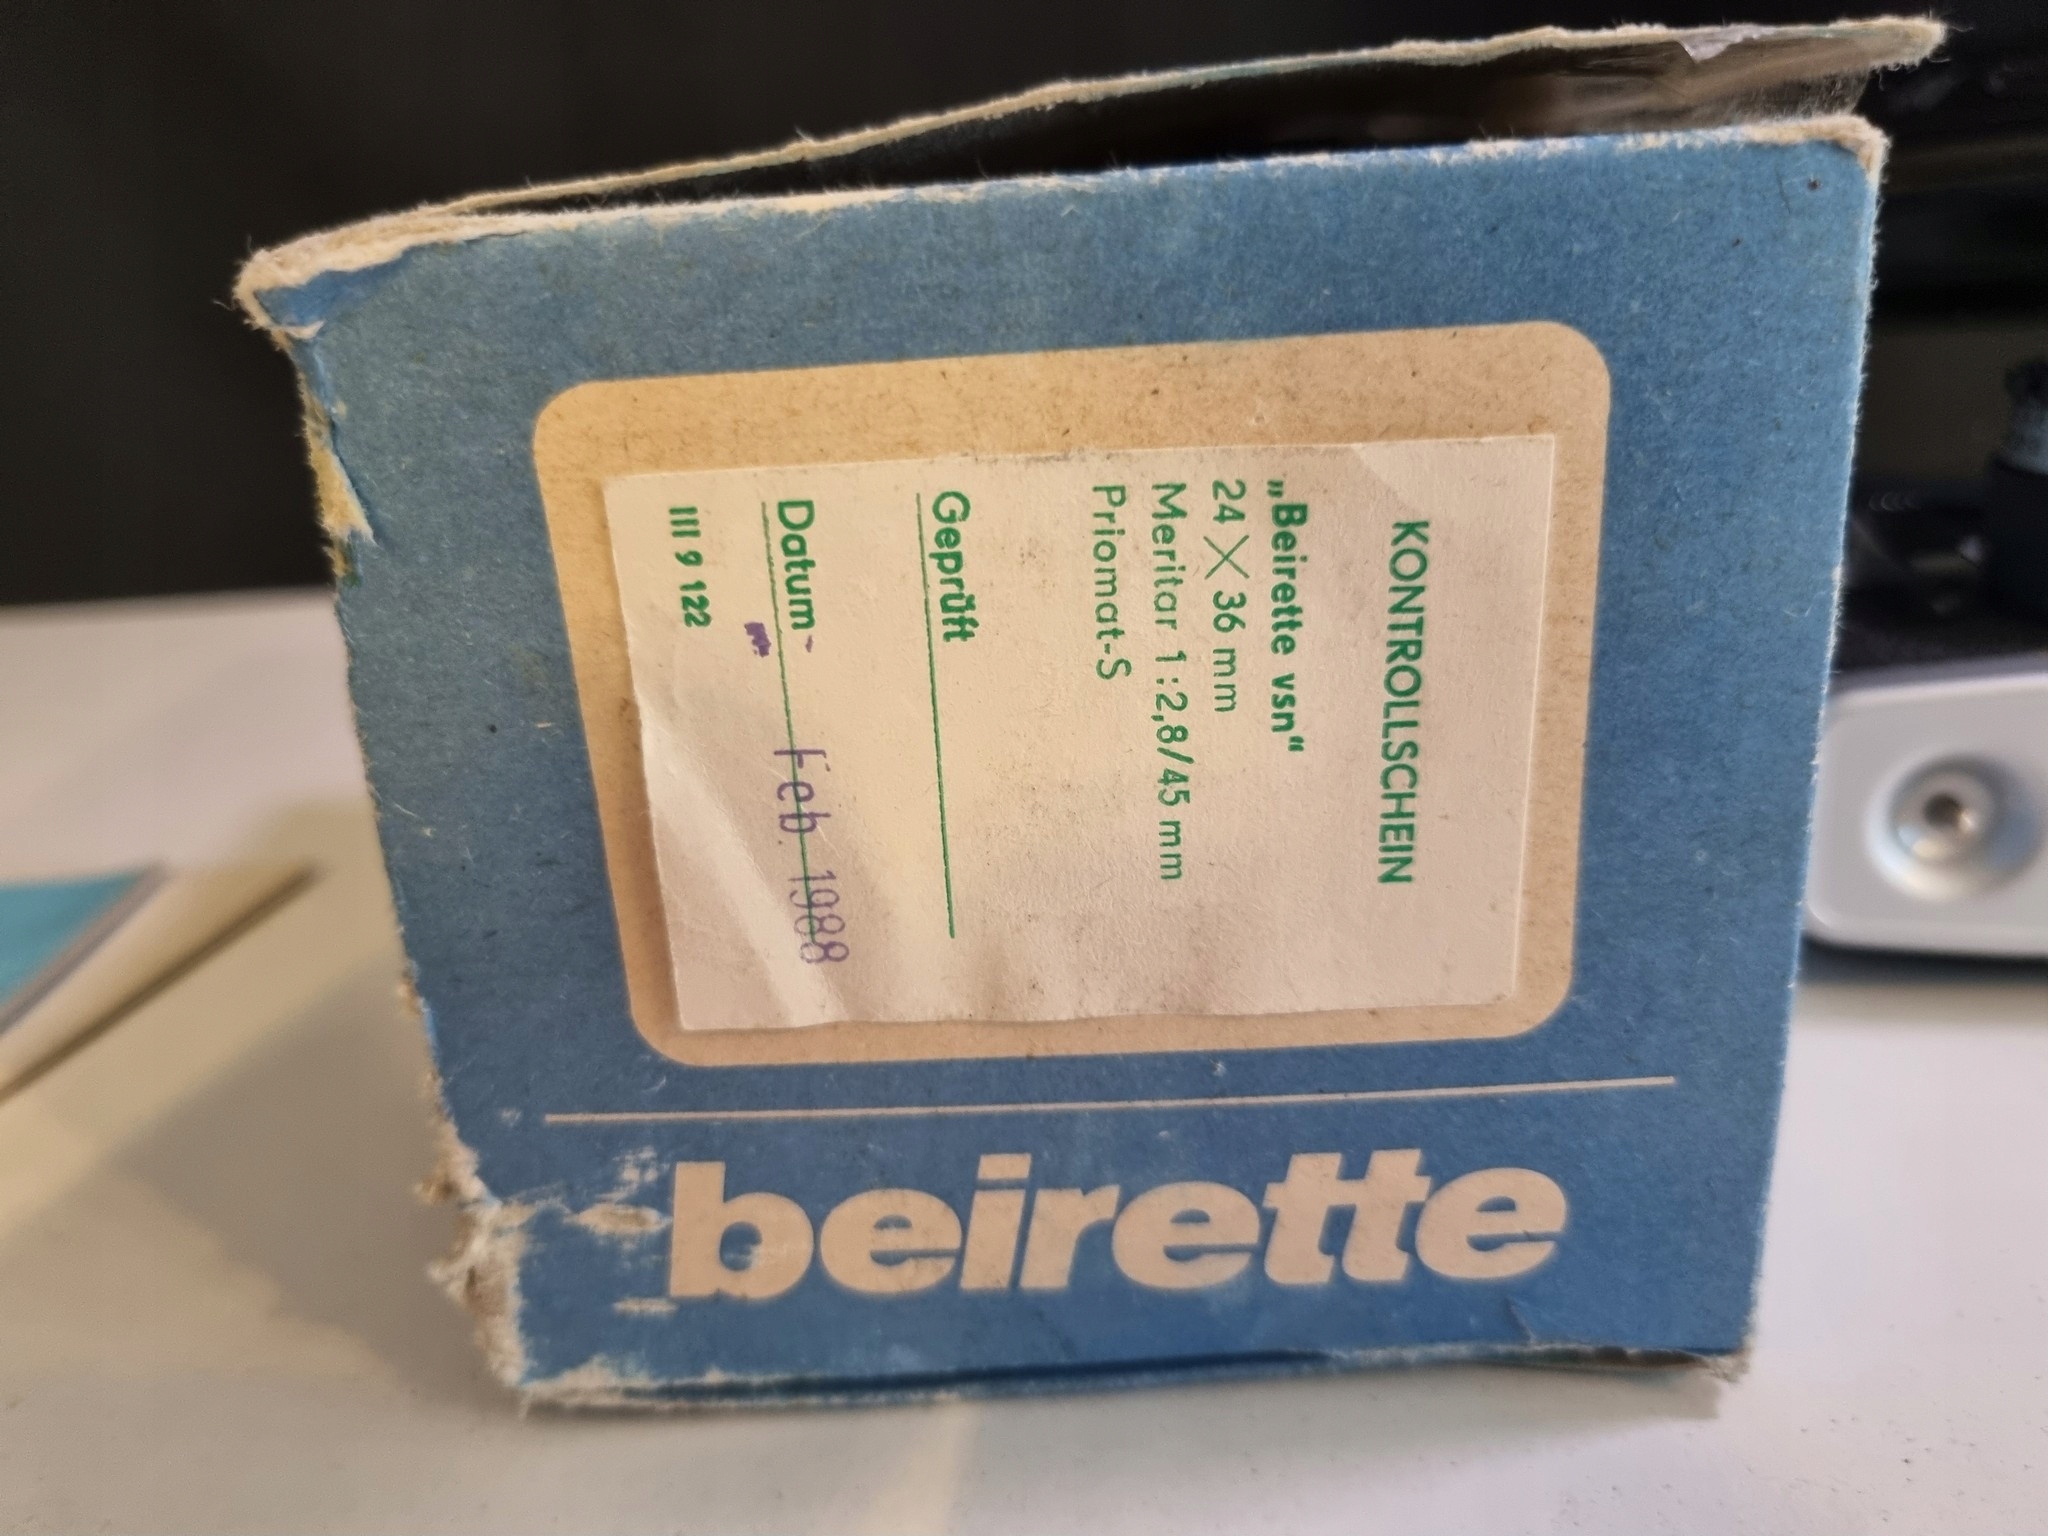 KONTROLLSCHEIN
„Beirette vsn“
24 X 36 mm
Meritar 1:2,8/45 mm
Priomat-S
Geprüft
Datum Feb 1988
III 9 122
beirette